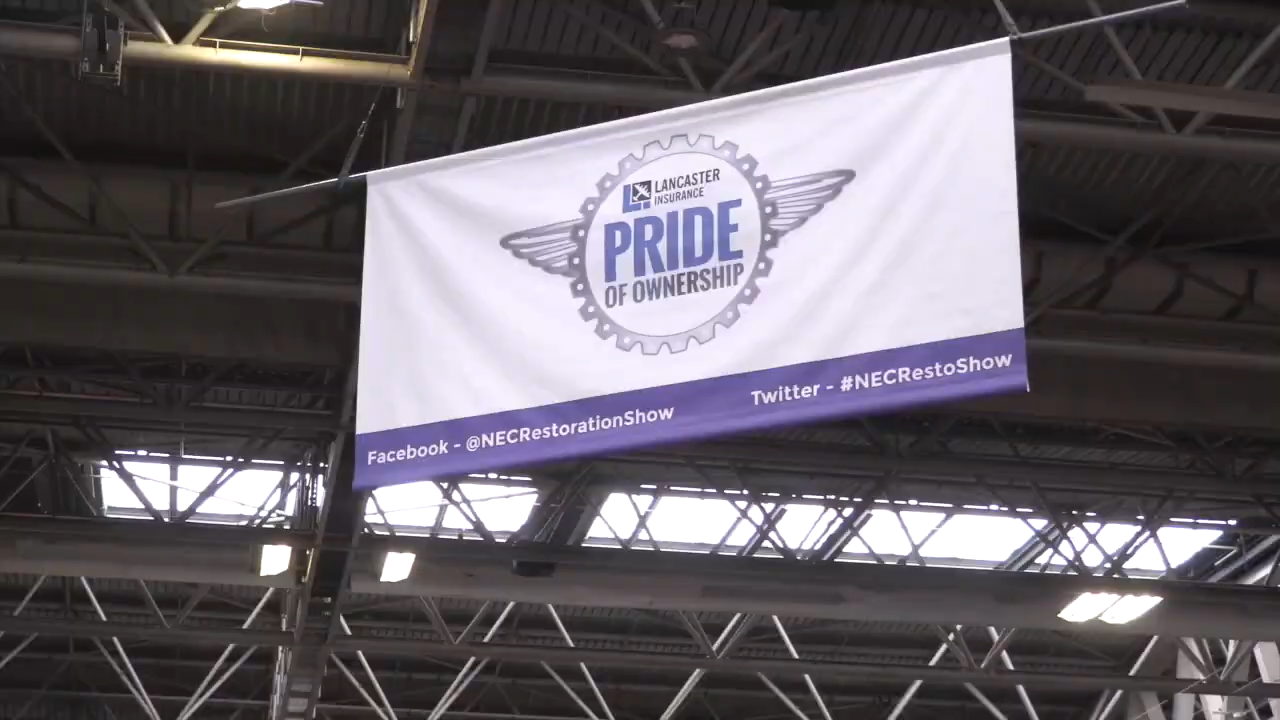 LANCASTER
INSURANCE
PRIDE
OF OWNERSHIP
Facebook - @NECRestorationShow
Twitter - #NECRestoShow